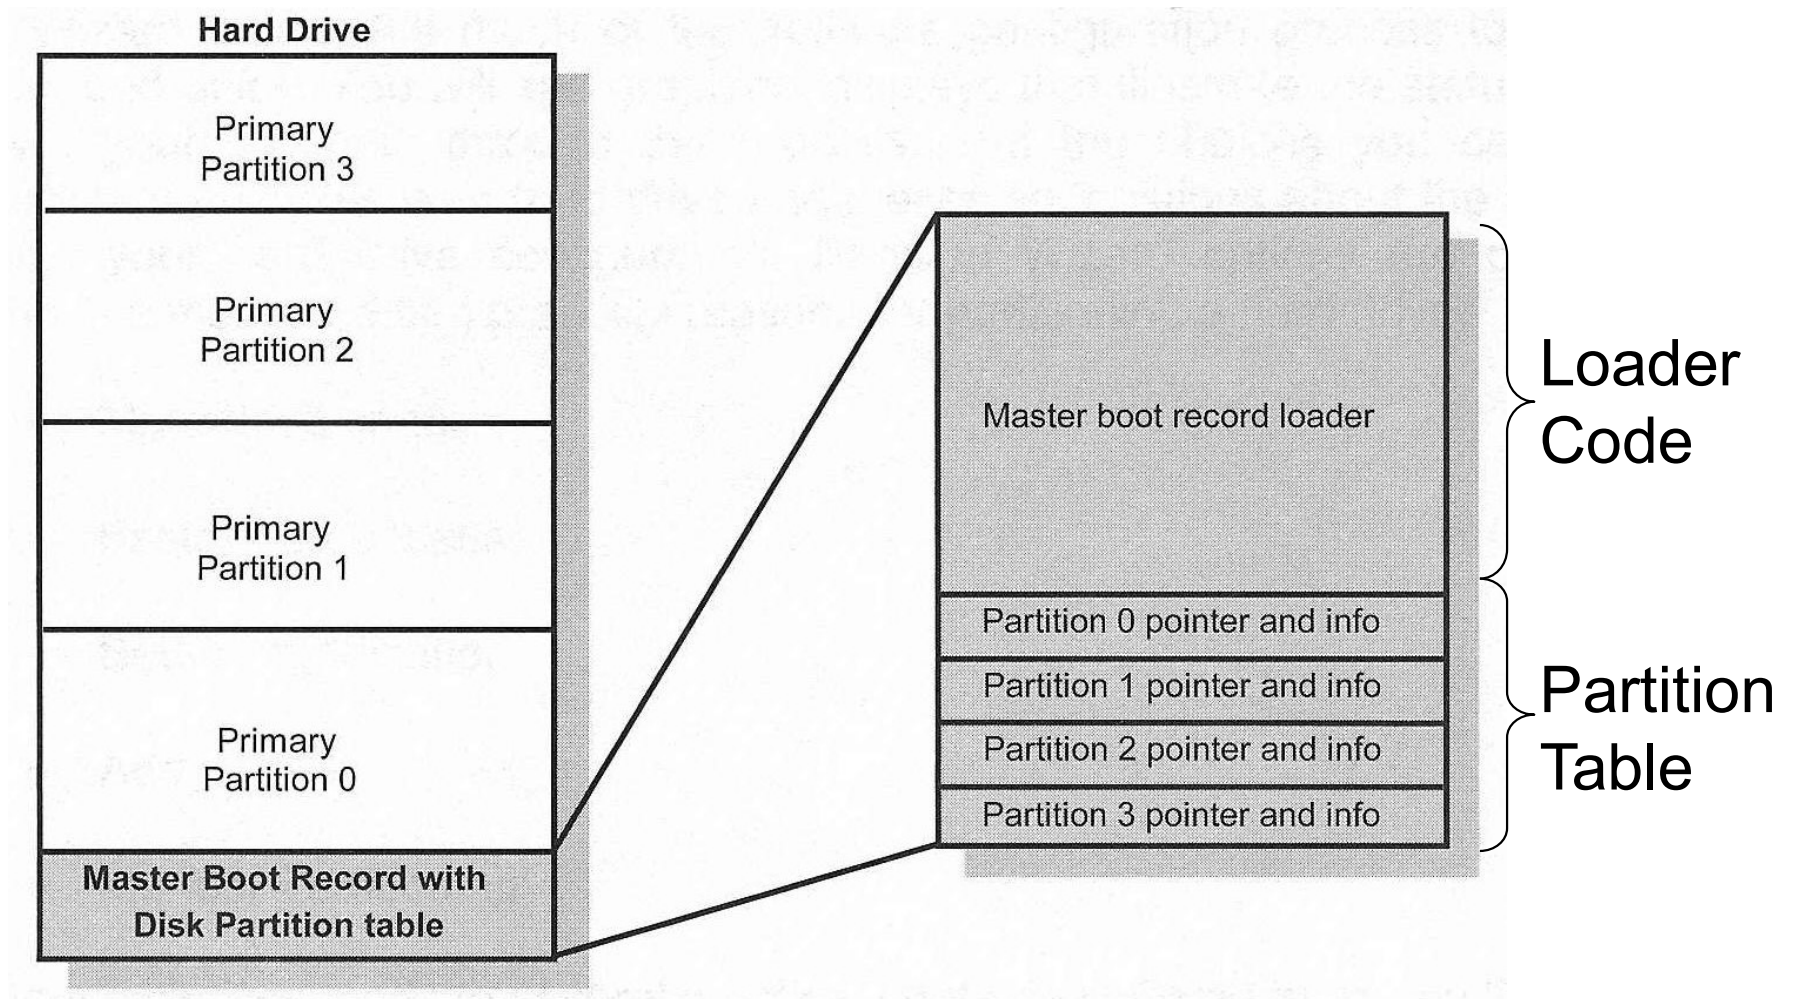 Hard Drive
Primary
Partition 3
Primary
Partition 2
Primary
Partition 1
Primary
Partition 0
Master Boot Record with
Disk Partition table
Master boot record loader
Partition 0 pointer and info
Partition 1 pointer and info
Partition 2 pointer and info
Partition 3 pointer and info
Loader
Code
Partition
Table